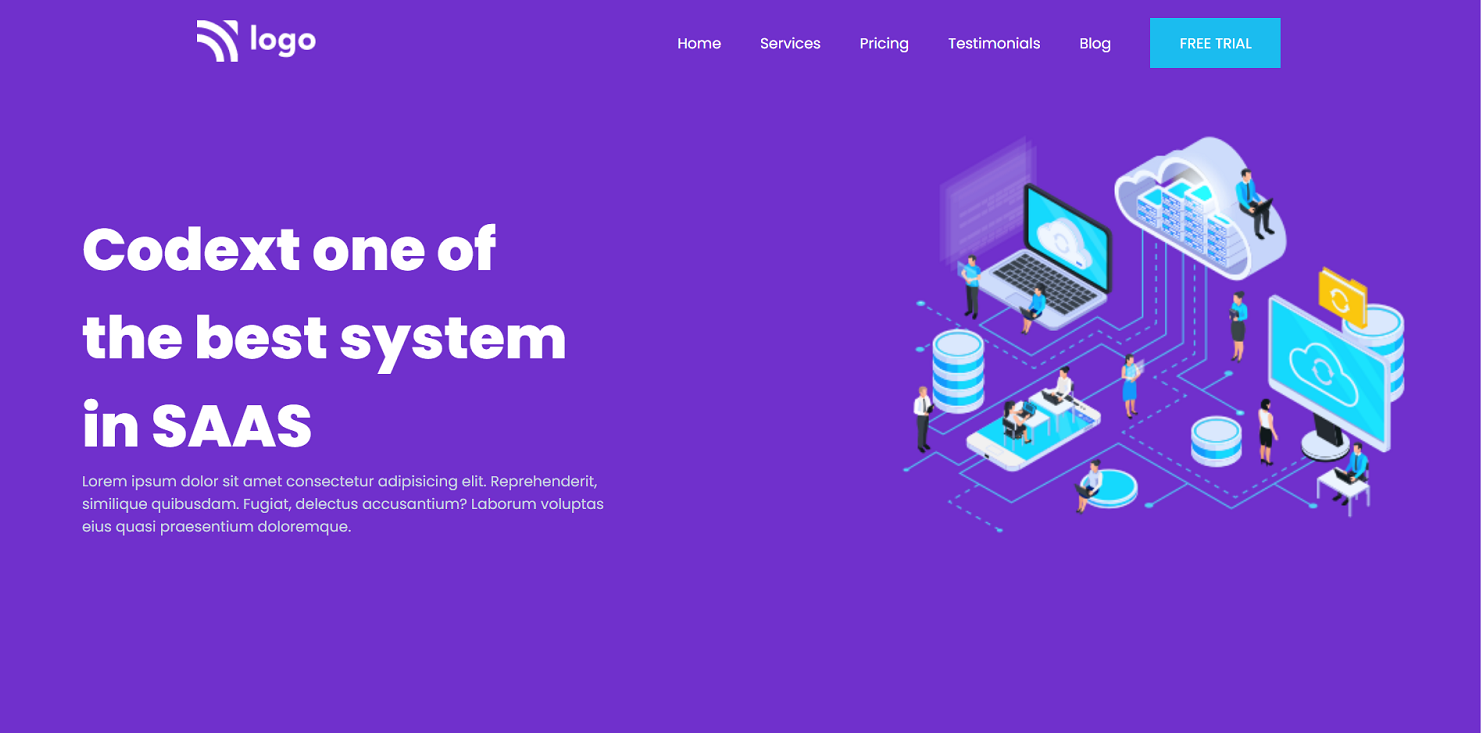 logo
Home Services Pricing Testimonials Blog FREE TRIAL
Codext one of
the best system
in SAAS
Lorem ipsum dolor sit amet consectetur adipisicing elit. Reprehenderit,
similique quibusdam. Fugiat, delectus accusantium? Laborum voluptas
eius quasi praesentium doloremque.